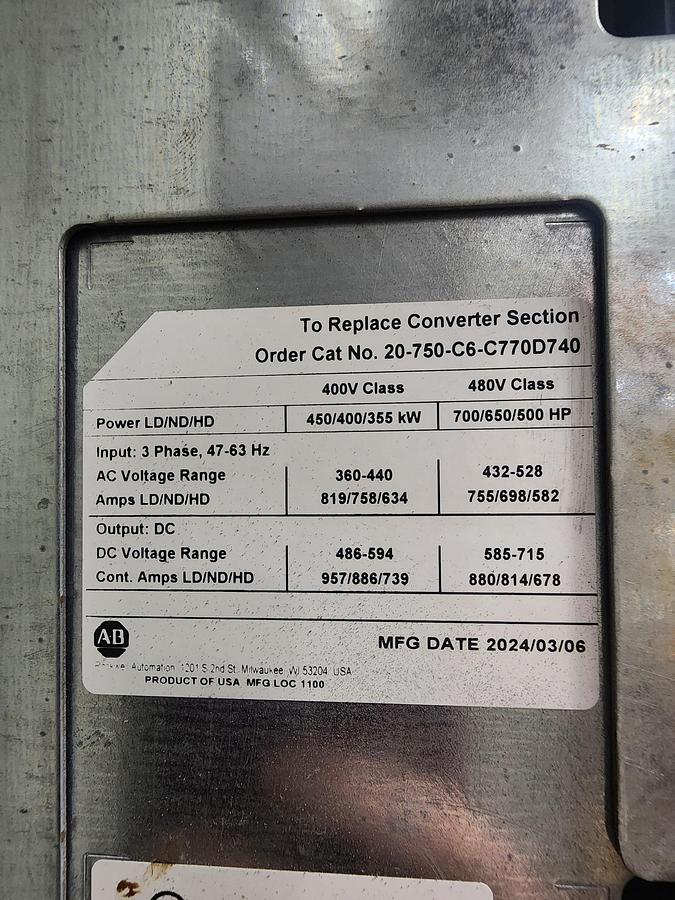 To Replace Converter Section
Order Cat No. 20-750-C6-C770D740
400V Class 480V Class
Power LD/ND/HD 450/400/355 kW 700/650/500 HP
Input: 3 Phase, 47-63 Hz
AC Voltage Range 360-440 432-528
Amps LD/ND/HD 819/758/634 755/698/582
Output: DC
DC Voltage Range 486-594 585-715
Cont. Amps LD/ND/HD 957/886/739 880/814/678
AB
MFG DATE 2024/03/06
Automation 1201 S 2nd St. Milwaukee WI 53204 USA
PRODUCT OF USA MFG LOC 1100